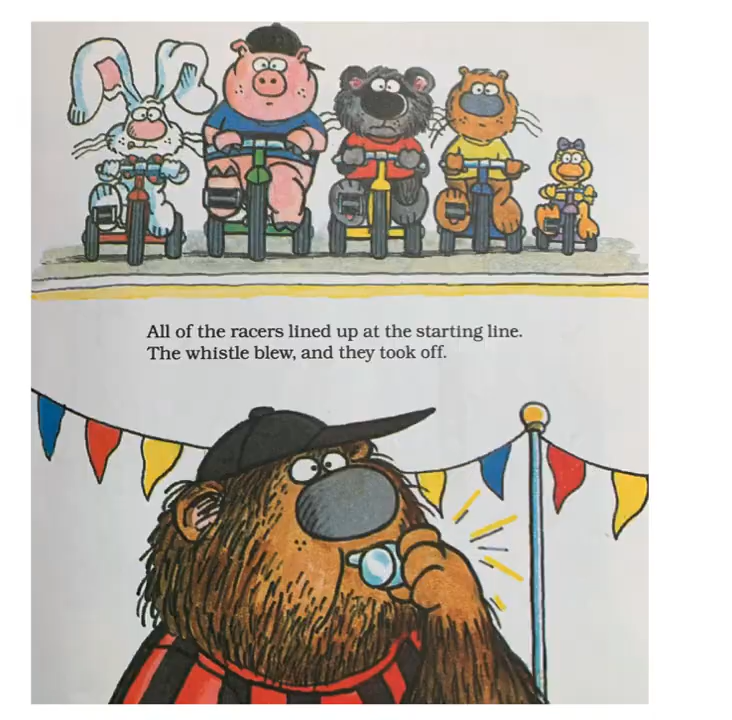 All of the racers lined up at the starting line.
The whistle blew, and they took off.